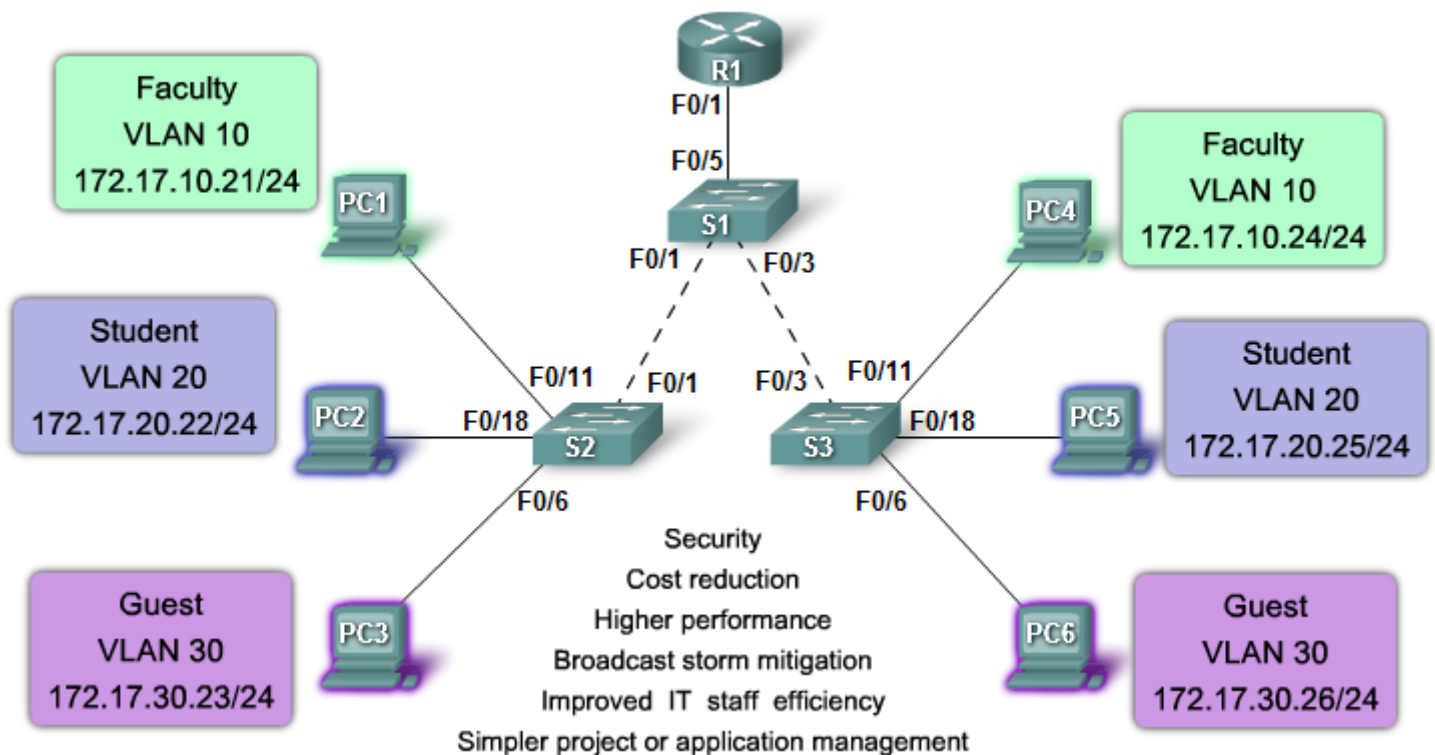 R1
F0/1
F0/5
S1
F0/1
F0/3
Faculty
VLAN 10
172.17.10.21/24
PC1
Student
VLAN 20
172.17.20.22/24
PC2
Guest
VLAN 30
172.17.30.23/24
PC3
F0/11
F0/1
F0/18
S2
F0/6
F0/3
F0/11
F0/18
S3
F0/6
PC4
Faculty
VLAN 10
172.17.10.24/24
PC5
Student
VLAN 20
172.17.20.25/24
PC6
Guest
VLAN 30
172.17.30.26/24
Security
Cost reduction
Higher performance
Broadcast storm mitigation
Improved IT staff efficiency
Simpler project or application management